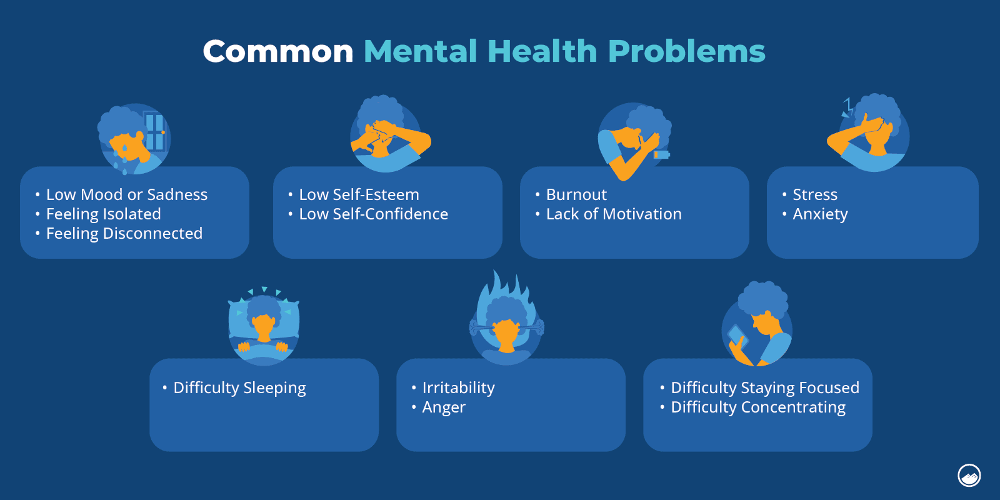 Common Mental Health Problems
• Low Mood or Sadness
• Feeling Isolated
• Feeling Disconnected
• Low Self-Esteem
• Low Self-Confidence
• Burnout
• Lack of Motivation
• Stress
• Anxiety
• Difficulty Sleeping
• Irritability
• Anger
• Difficulty Staying Focused
• Difficulty Concentrating